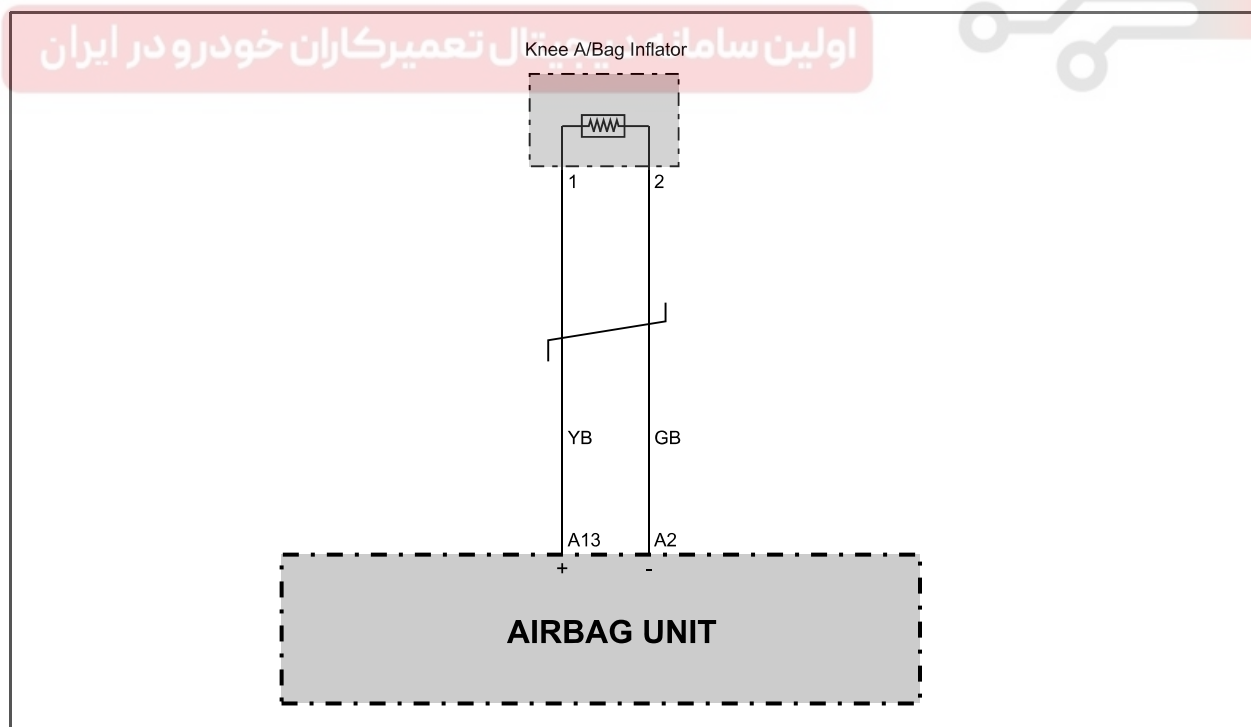 اولین سامانه دیجیتال تعمیرکاران خودرو در ایران
Knee A/Bag Inflator
1 2
YB GB
A13 A2
+ -
AIRBAG UNIT